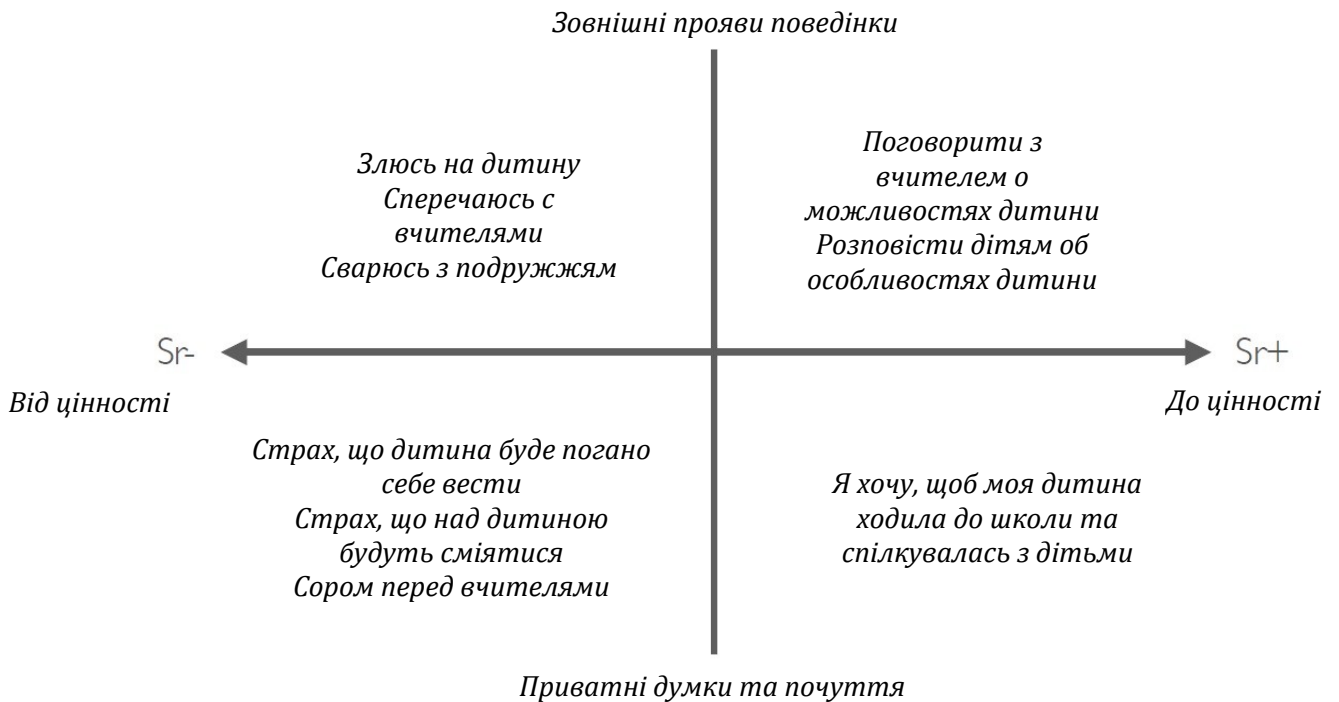 Зовнішні прояви поведінки
Злюсь на дитину
Сперечаюсь с
вчителями
Сварюсь з подружжям
Поговорити з
вчителем о
можливостях дитини
Розповісти дітям об
особливостях дитини
Sr-
Sr+
Від цінності
До цінності
Страх, що дитина буде погано
себе вести
Страх, що над дитиною
будуть сміятися
Сором перед вчителями
Я хочу, щоб моя дитина
ходила до школи та
спілкувалась з дітьми
Приватні думки та почуття